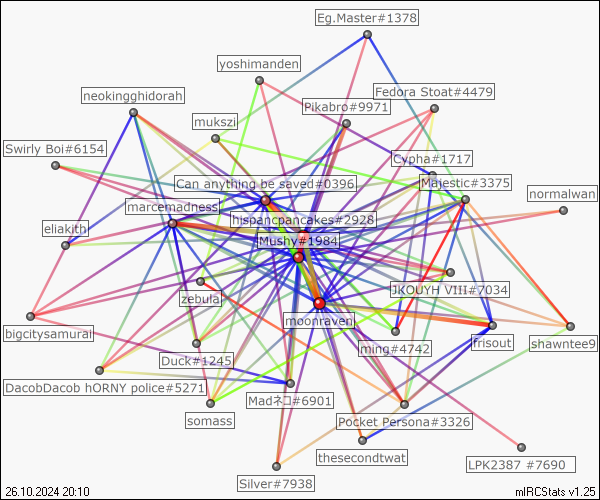 Eg.Master#1378
yoshimanden
Fedora Stoat#4479
neokingghidorah
Pikabro#9971
mukszi
Swirly Boi#6154
Cypha#1717
Can anything be saved#0396
Majestic#3375
normalwan
marcemadness
hispancpancakes#2928
eliakith
Mushy#1984
JKOUYH VIII#7034
zebula
moonraven
bigcitysamurai
ming#4742
frisout
shawntee9
Duck#1245
DacobDacob hORNY police#5271
Madネコ#6901
somass
Pocket Persona#3326
thesecondtwat
LPK2387 #7690
Silver#7938
26.10.2024 20:10
mIRCStats v1.25